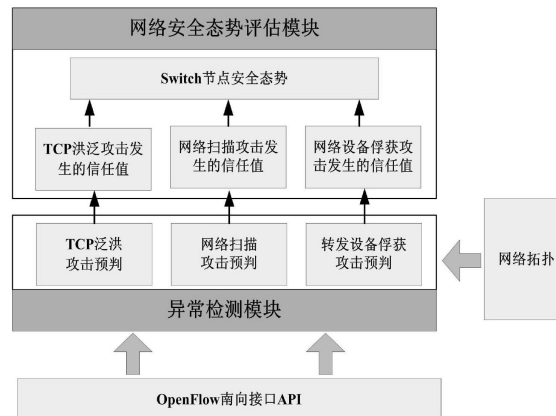 网络安全态势评估模块
Switch节点安全态势
TCP洪泛攻击发
生的信任值
网络扫描攻击发
生的信任值
网络设备俘获攻
击发生的信任值
TCP泛洪
攻击预判
网络扫描
攻击预判
转发设备俘获
攻击预判
网络拓扑
异常检测模块
OpenFlow南向接口API